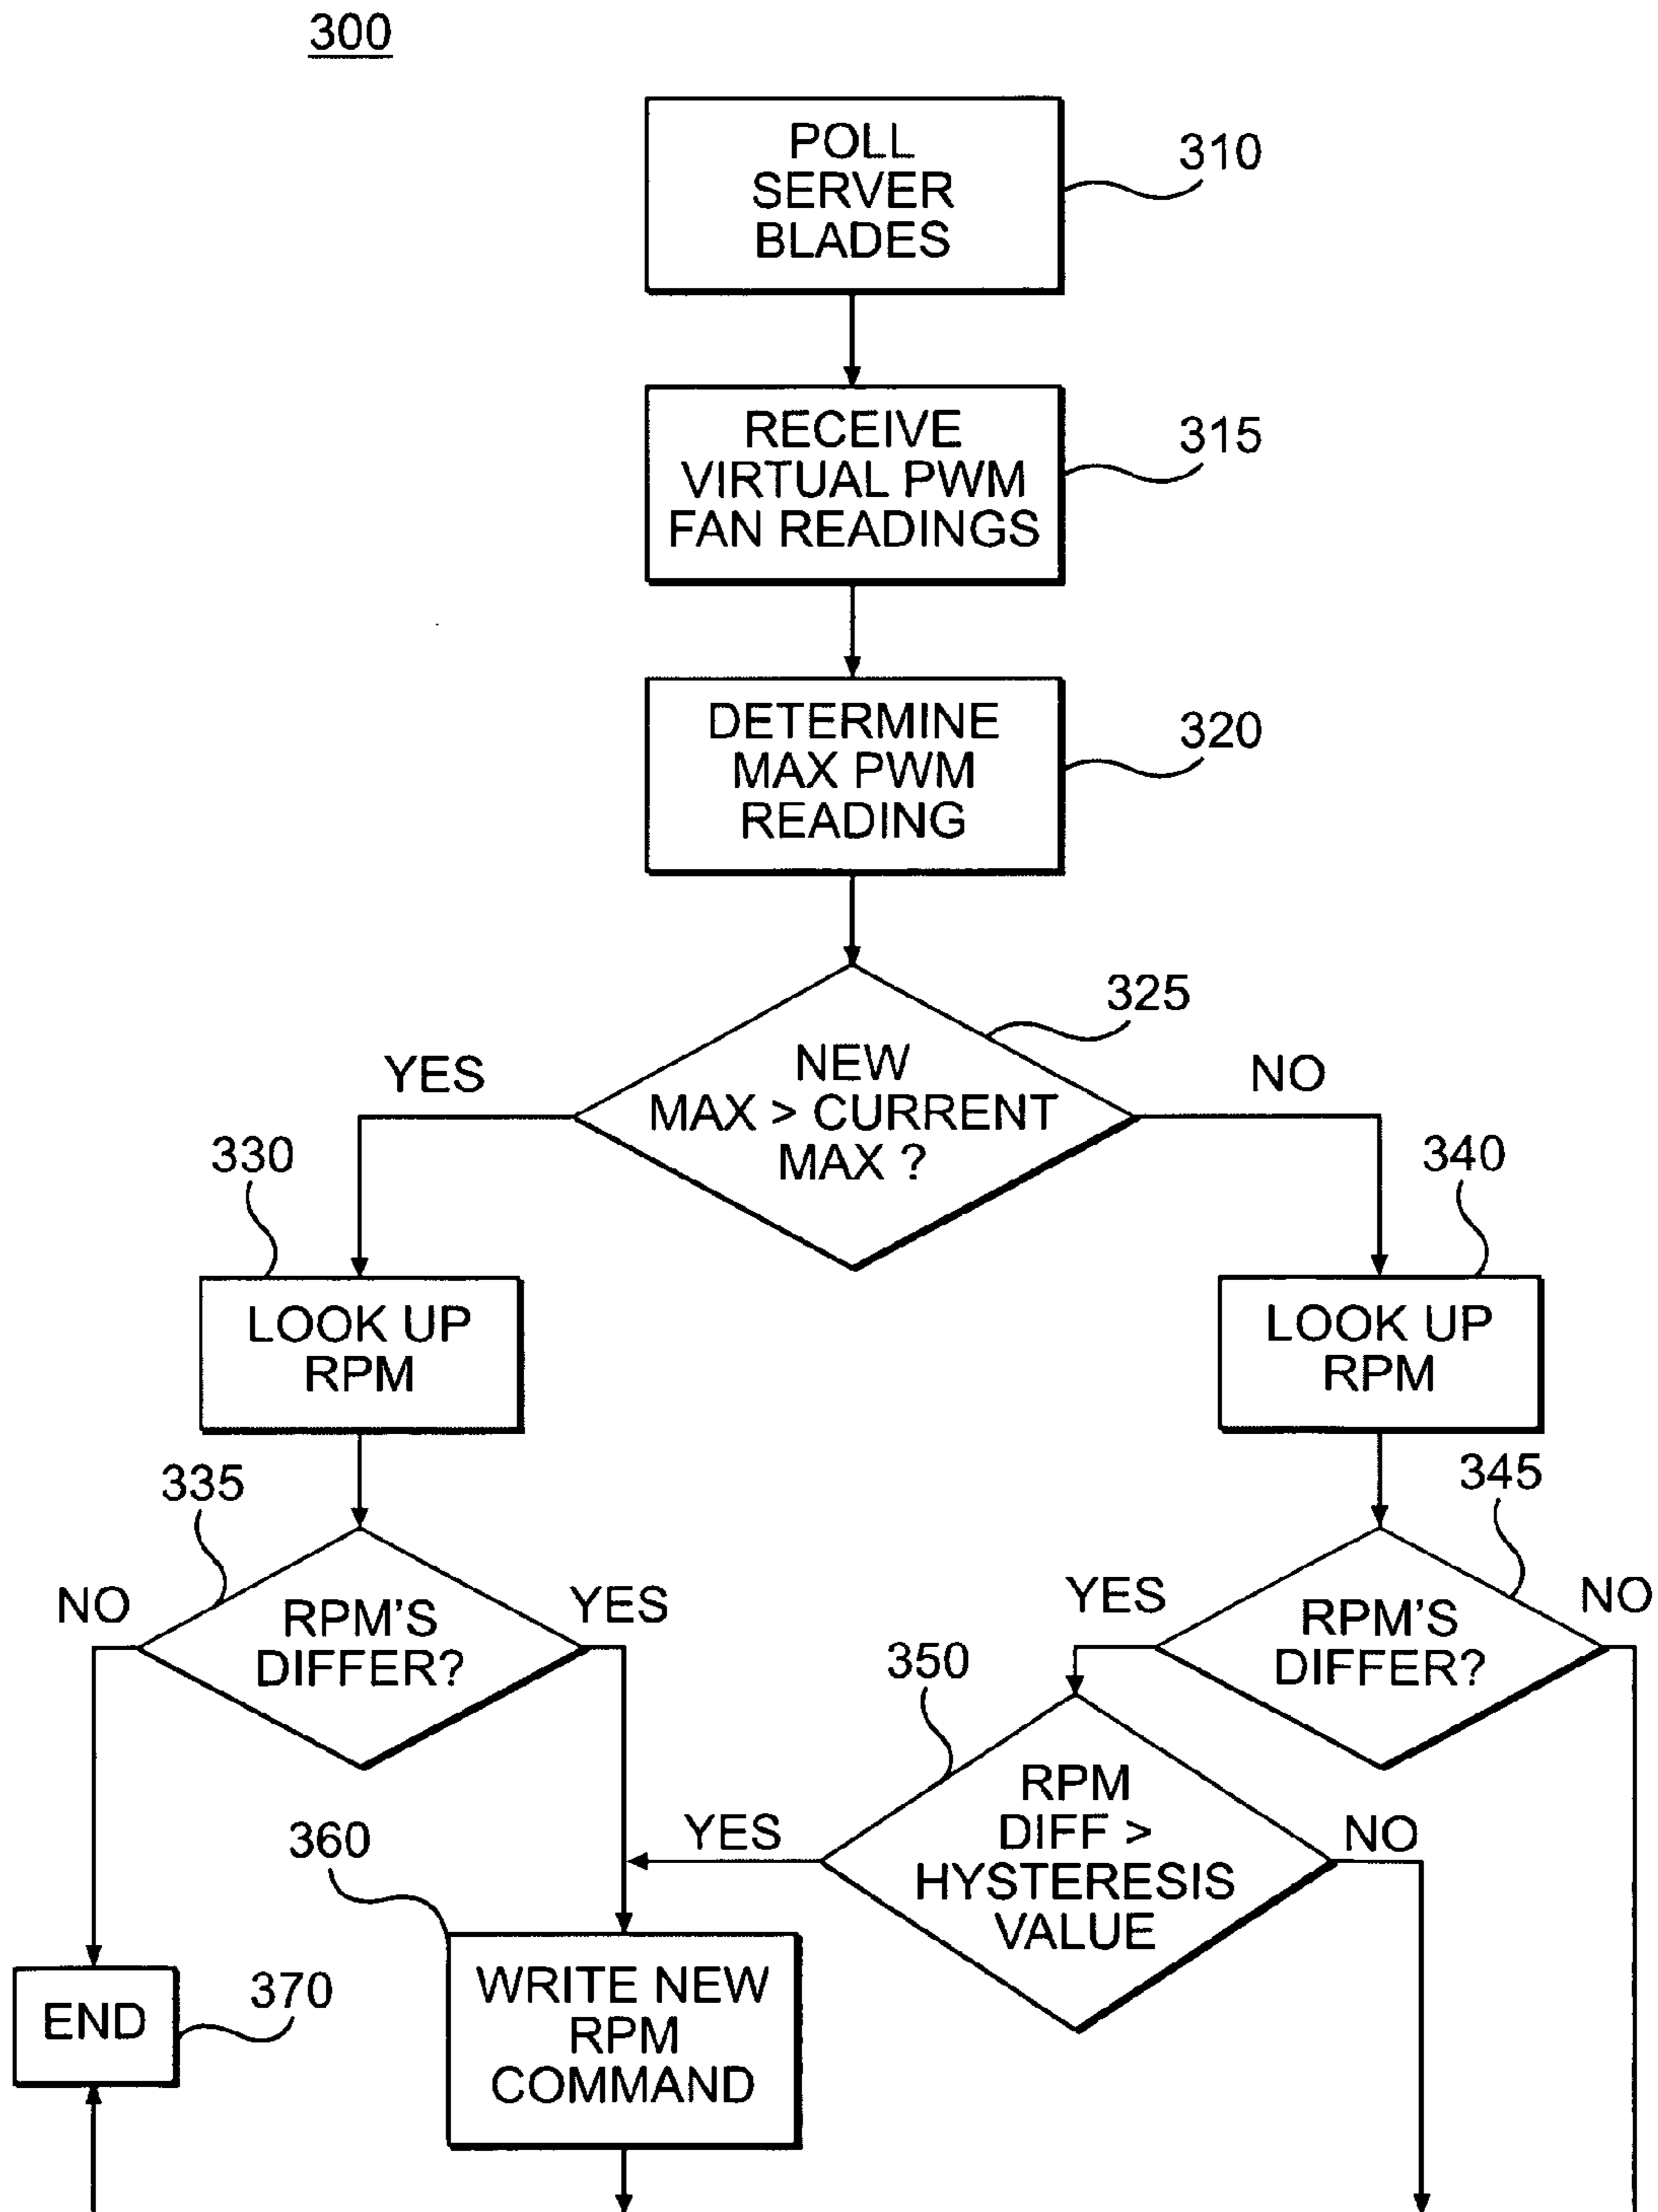 300
POLL
SERVER
BLADES
310
RECEIVE
VIRTUAL PWM
FAN READINGS
315
DETERMINE
MAX PWM
READING
320
325
NEW
MAX > CURRENT
MAX ?
YES
NO
330
LOOK UP
RPM
340
LOOK UP
RPM
335
RPM'S
DIFFER?
NO
YES
345
RPM'S
DIFFER?
YES
NO
350
RPM
DIFF >
HYSTERESIS
VALUE
YES
NO
360
WRITE NEW
RPM
COMMAND
END
370